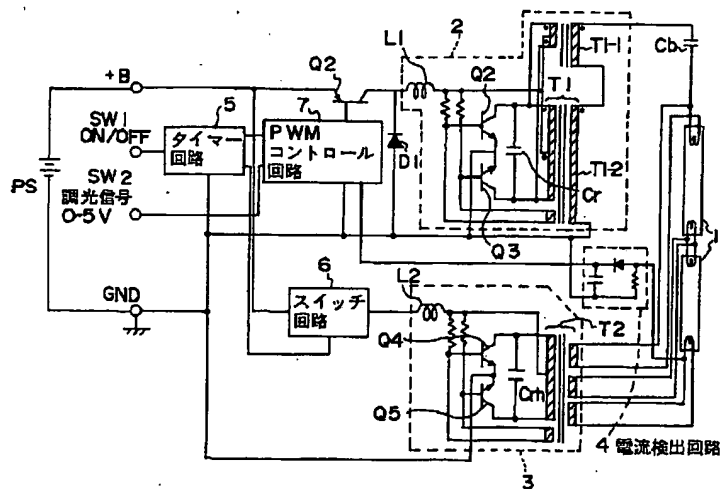 L1
2
Q2
+B
5
7
Q2
T1-1
Cb
T1
SW1
ON/OFF
タイマー
回路
PWM
コントロール
回路
D1
Cr
T1-2
PS
SW2
調光信号
0-5V
Q3
1
6
GND
スイッチ
回路
L2
T2
Q4
Crh
Q5
4 電流検出回路
3